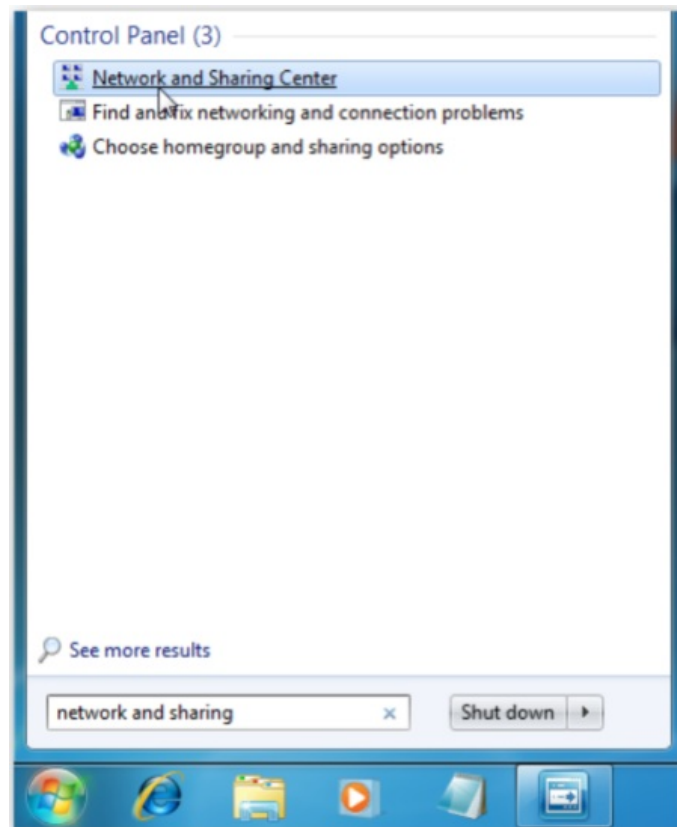 Control Panel (3)
Network and Sharing Center
Find and fix networking and connection problems
Choose homegroup and sharing options
See more results
network and sharing
Shut down